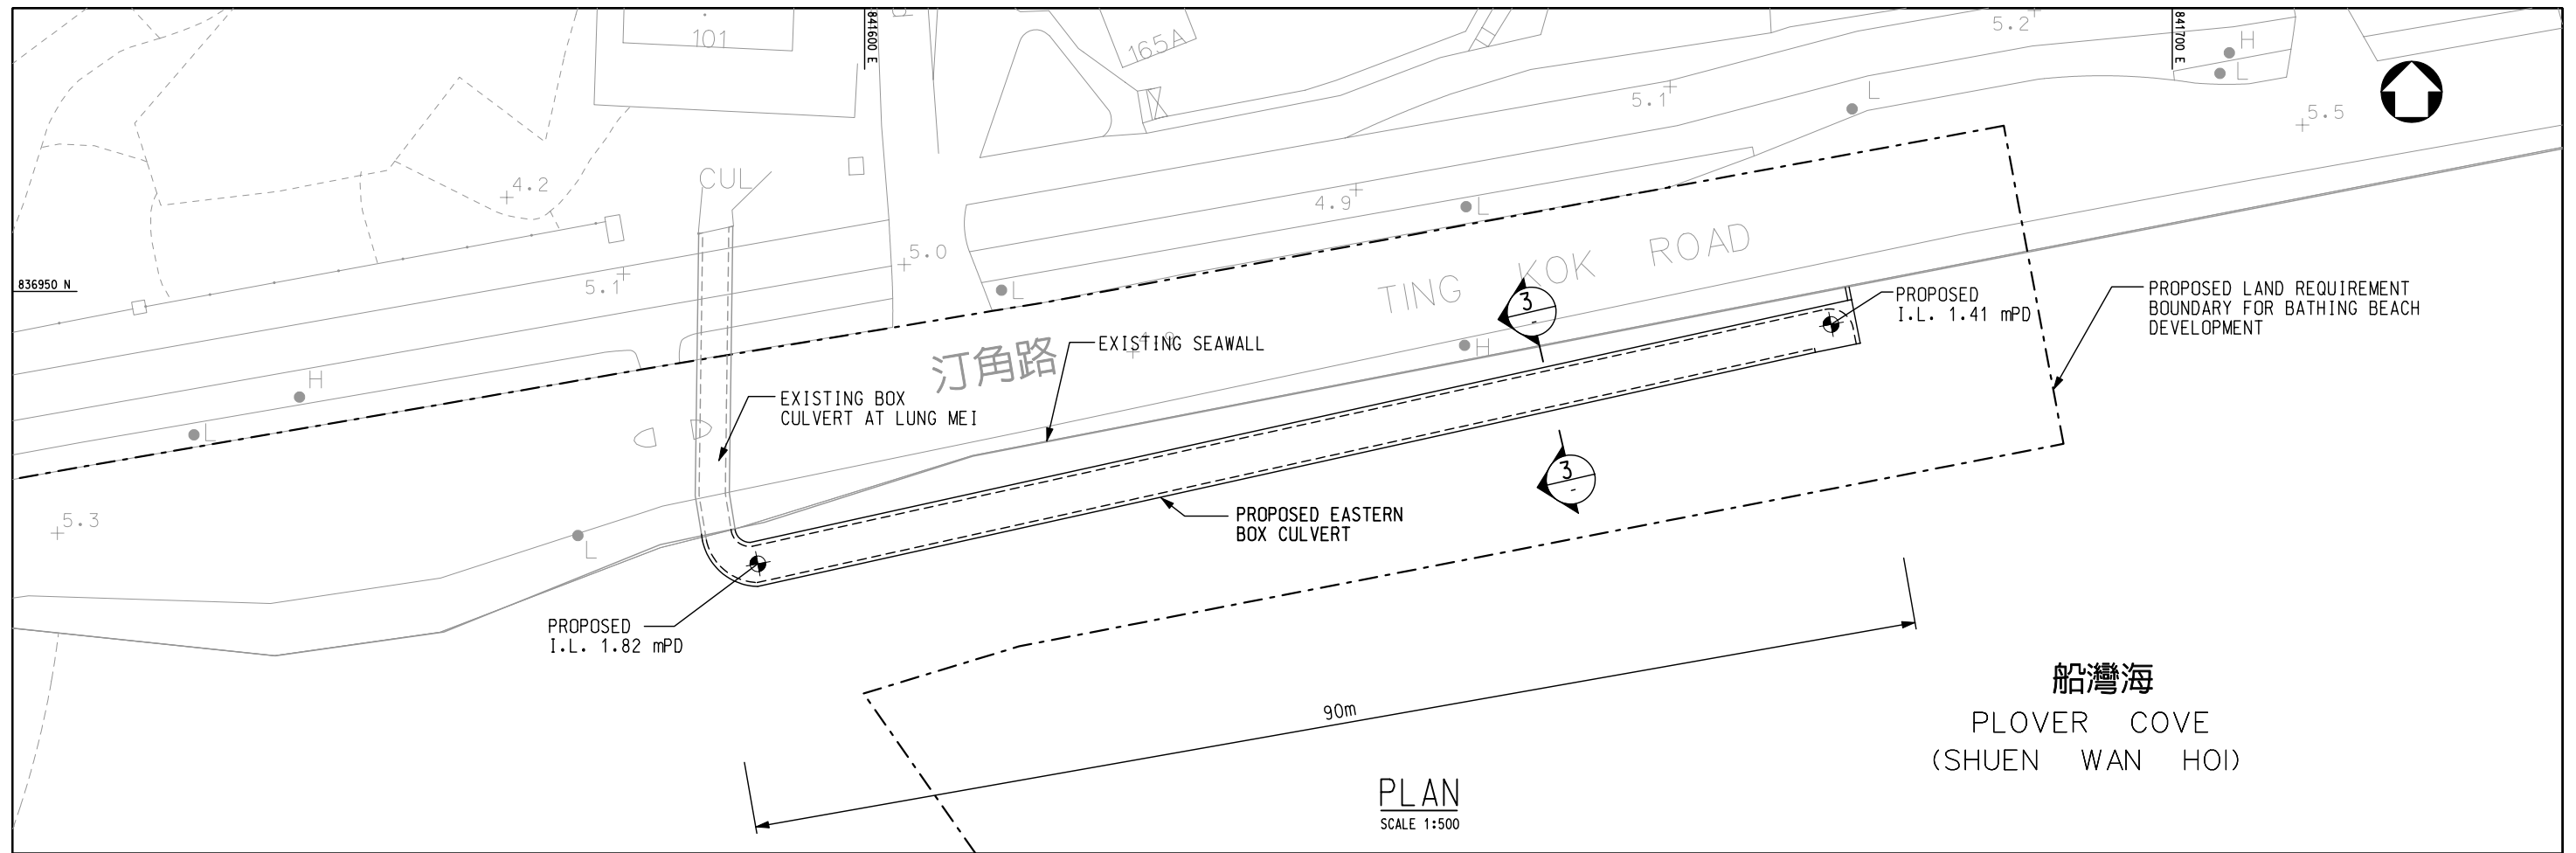 101
841600 E
165A
5.2
841700 E
H
L
5.1
L
5.5
CUL
4.2
4.9
L
836950 N
5.1
5.0
L
TING KOK ROAD
汀角路
3
-
PROPOSED
I.L. 1.41 mPD
PROPOSED LAND REQUIREMENT
BOUNDARY FOR BATHING BEACH
DEVELOPMENT
EXISTING SEAWALL
H
H
L
EXISTING BOX
CULVERT AT LUNG MEI
3
-
PROPOSED EASTERN
BOX CULVERT
5.3
L
PROPOSED
I.L. 1.82 mPD
90m
船灣海
PLOVER COVE
(SHUEN WAN HOI)
PLAN
SCALE 1:500